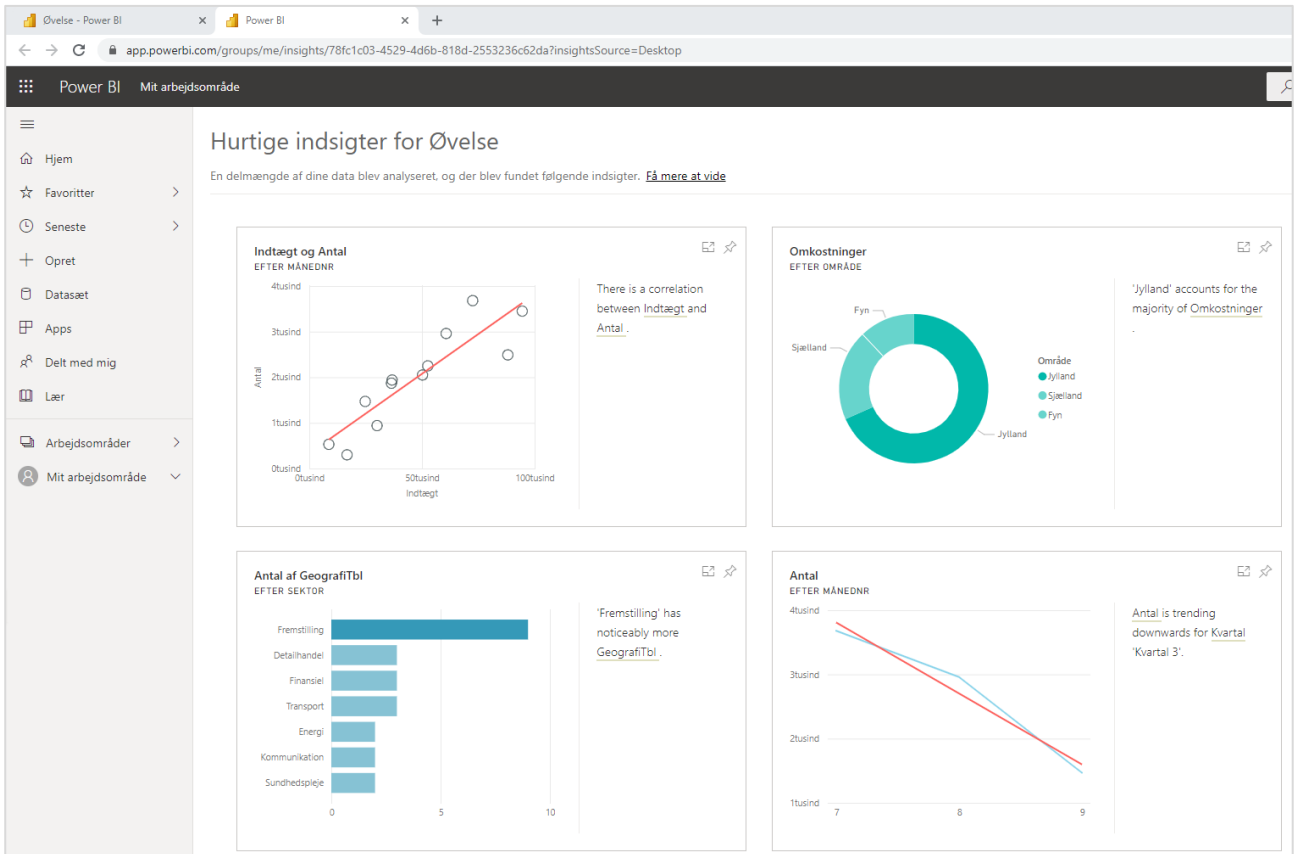 Øvelse - Power BI
Power BI
app.powerbi.com/groups/me/insights/78fc1c03-4529-4d6b-818d-2553236c62da?insightsSource=Desktop
Power BI Mit arbejdsområde
Hjem
Favoritter
Seneste
Opret
Datasæt
Apps
Delt med mig
Lær
Arbejdsområder
Mit arbejdsområde
Hurtige indsigter for Øvelse
En delmængde af dine data blev analyseret, og der blev fundet følgende indsigter. Få mere at vide
Indtægt og Antal
EFTER MÅNEDNR
4tusind
3tusind
2tusind
1tusind
0tusind
Antal
0tusind 50tusind 100tusind
Indtægt
There is a correlation
between Indtægt and
Antal .
Omkostninger
EFTER OMRÅDE
Fyn
Sjælland
Jylland
Område
Jylland
Sjælland
Fyn
'Jylland' accounts for the
majority of Omkostninger
.
Antal af GeografiTbl
EFTER SEKTOR
Fremstilling
Detailhandel
Finansiel
Transport
Energi
Kommunikation
Sundhedspleje
0 5 10
'Fremstilling' has
noticeably more
GeografiTbl .
Antal
EFTER MÅNEDNR
4tusind
3tusind
2tusind
1tusind
7 8 9
Antal is trending
downwards for Kvartal
'Kvartal 3'.